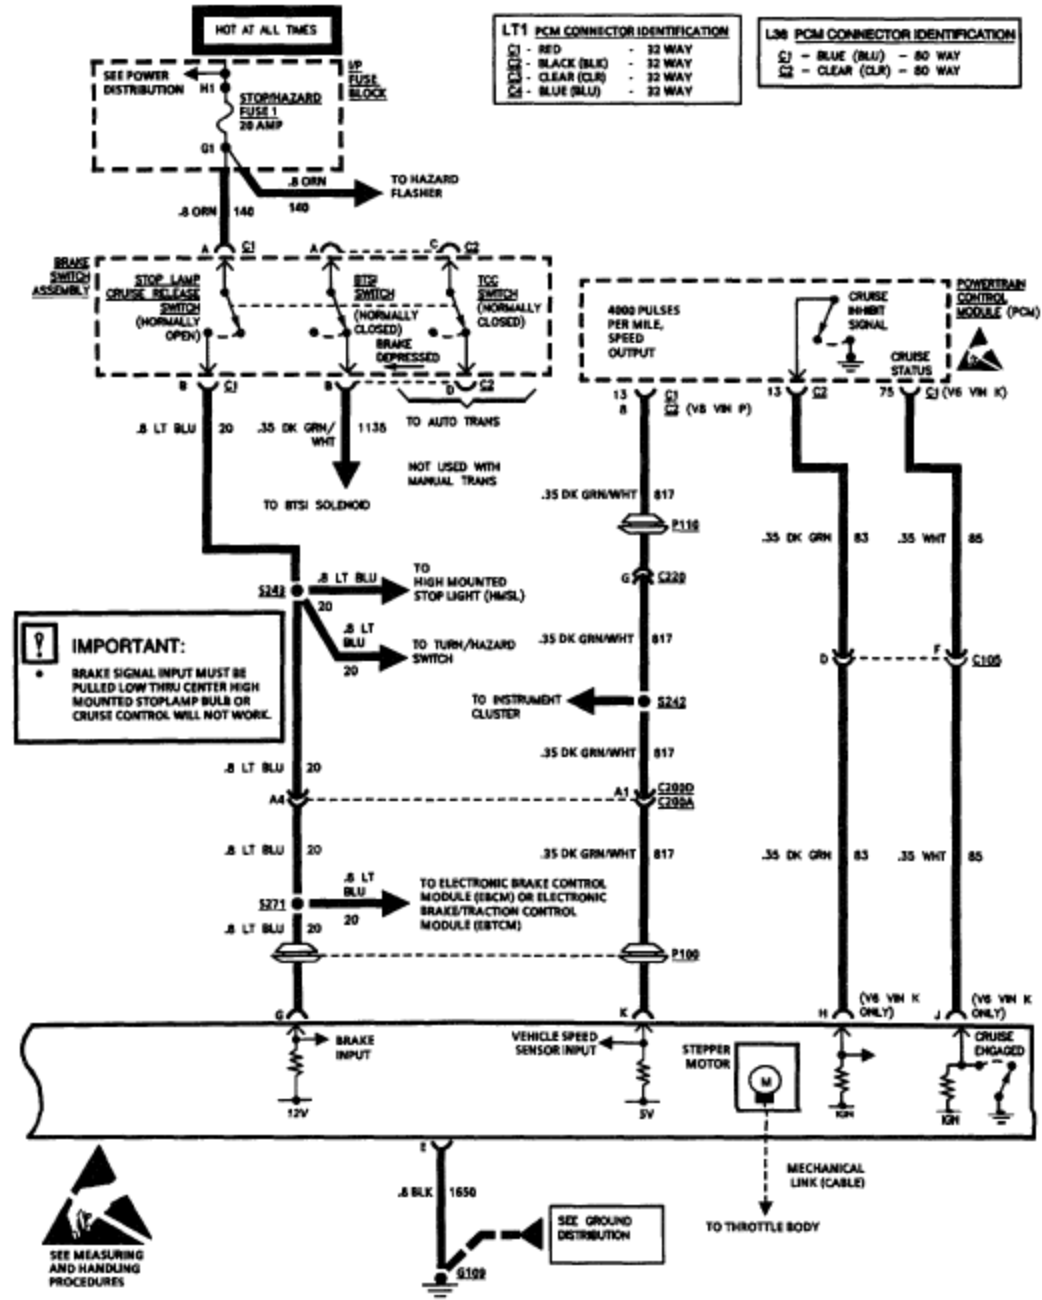 HOT AT ALL TIMES
LT1 PCM CONNECTOR IDENTIFICATION
C1 - RED - 32 WAY
C2 - BLACK (BLK) - 32 WAY
C3 - CLEAR (CLR) - 32 WAY
C4 - BLUE (BLU) - 32 WAY
L36 PCM CONNECTOR IDENTIFICATION
C1 - BLUE (BLU) - 80 WAY
C2 - CLEAR (CLR) - 80 WAY
SEE POWER
DISTRIBUTION
H1
STOP/HAZARD
FUSE 1
20 AMP
G1
I/P
FUSE
BLOCK
.8 ORN
140
TO HAZARD
FLASHER
.8 ORN 140
A C1
A
C C2
BRAKE
SWITCH
ASSEMBLY
STOP LAMP
CRUISE RELEASE
SWITCH
(NORMALLY
OPEN)
BTSI
SWITCH
(NORMALLY
CLOSED)
BRAKE
DEPRESSED
TCC
SWITCH
(NORMALLY
CLOSED)
B C1
B
D C2
4000 PULSES
PER MILE,
SPEED
OUTPUT
CRUISE
INHIBIT
SIGNAL
CRUISE
STATUS
POWERTRAIN
CONTROL
MODULE (PCM)
13 C1
8 C2 (V8 VIN P)
13 C2
75 C1 (V6 VIN K)
.8 LT BLU 20
.35 DK GRN/
WHT
1135
TO AUTO TRANS
NOT USED WITH
MANUAL TRANS
TO BTSI SOLENOID
.35 DK GRN/WHT 817
P110
G C220
.35 DK GRN 83
.35 WHT 85
S243
.8 LT BLU
20
TO
HIGH MOUNTED
STOP LIGHT (HMSL)
.8 LT
BLU
20
TO TURN/HAZARD
SWITCH
.35 DK GRN/WHT 817
D
F C105
IMPORTANT:
• BRAKE SIGNAL INPUT MUST BE
PULLED LOW THRU CENTER HIGH
MOUNTED STOPLAMP BULB OR
CRUISE CONTROL WILL NOT WORK.
TO INSTRUMENT
CLUSTER
S242
.8 LT BLU 20
.35 DK GRN/WHT 817
A4
A1 C200D
C200A
.8 LT BLU 20
.35 DK GRN/WHT 817
.35 DK GRN 83
.35 WHT 85
S271
.8 LT
BLU
20
TO ELECTRONIC BRAKE CONTROL
MODULE (EBCM) OR ELECTRONIC
BRAKE/TRACTION CONTROL
MODULE (EBTCM)
.8 LT BLU 20
P100
G
K
H (V6 VIN K
ONLY)
J (V6 VIN K
ONLY)
BRAKE
INPUT
12V
VEHICLE SPEED
SENSOR INPUT
5V
STEPPER
MOTOR
M
IGN
CRUISE
ENGAGED
IGN
E
.8 BLK 1650
G109
SEE GROUND
DISTRIBUTION
MECHANICAL
LINK (CABLE)
TO THROTTLE BODY
SEE MEASURING
AND HANDLING
PROCEDURES